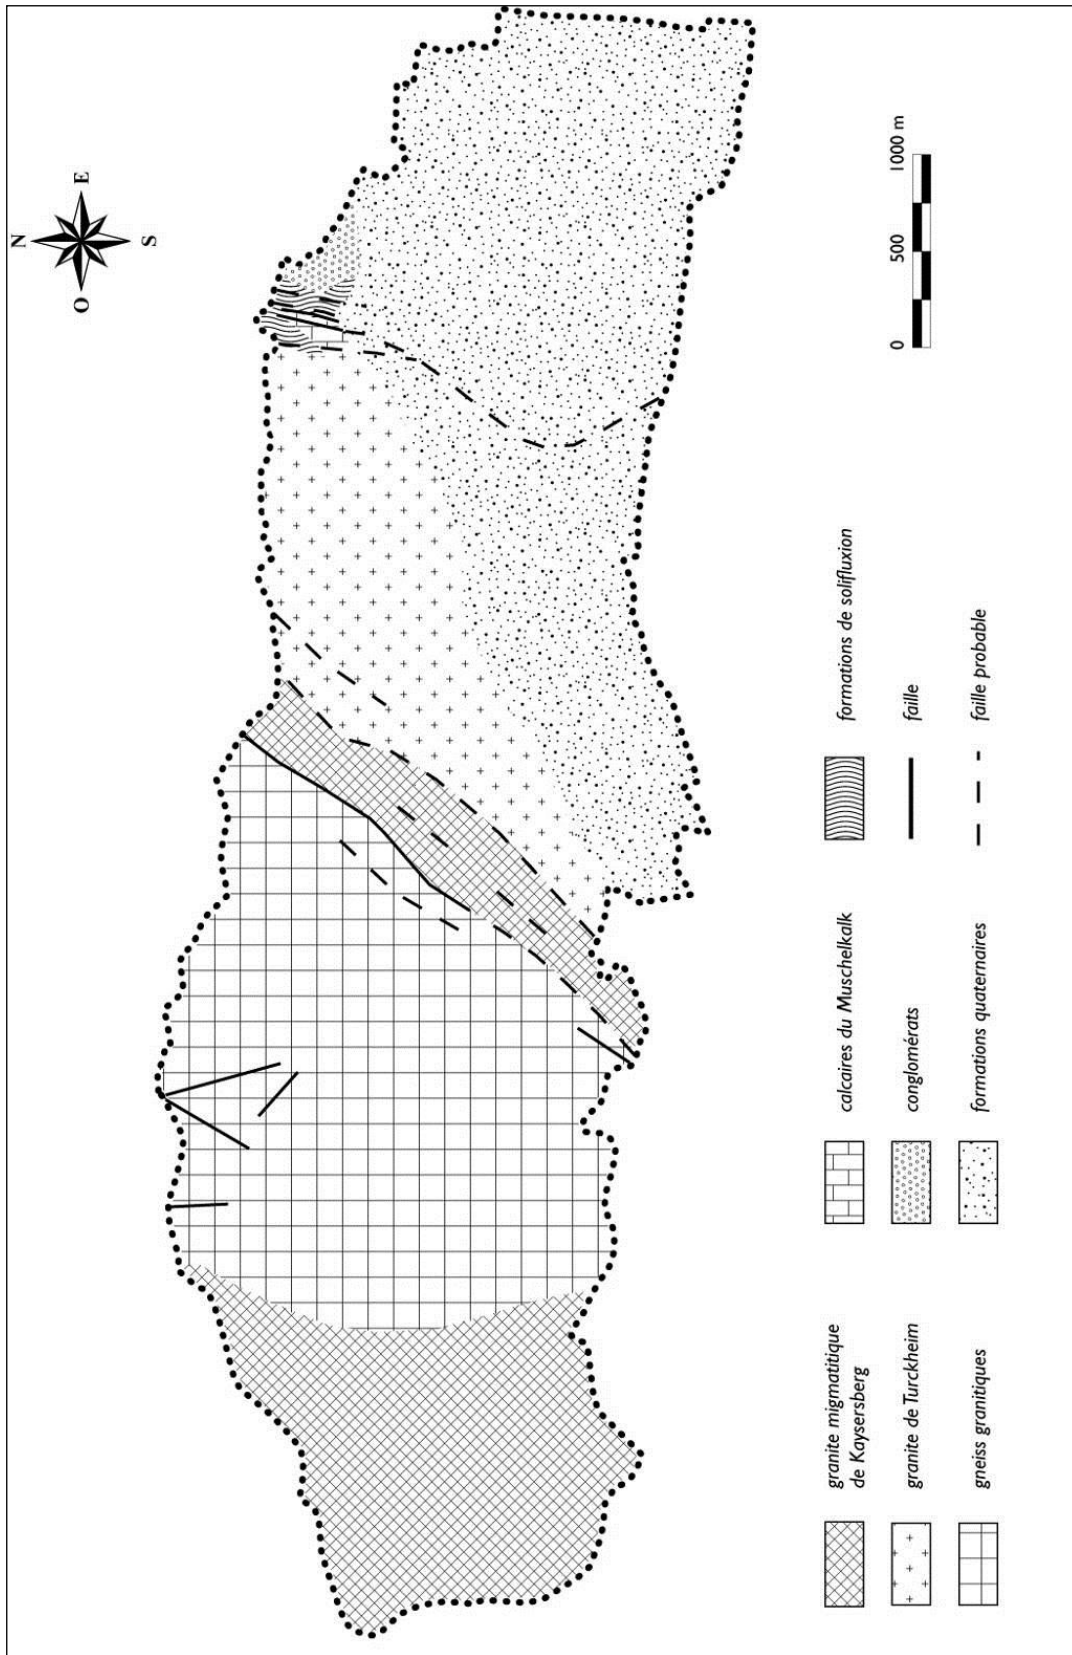 N
O
E
S
0
500
1000 m
granite migmatitique
de Kaysersberg
granite de Turckheim
gneiss granitiques
calcaires du Muschelkalk
conglomérats
formations quaternaires
formations de solifluxion
faille
faille probable